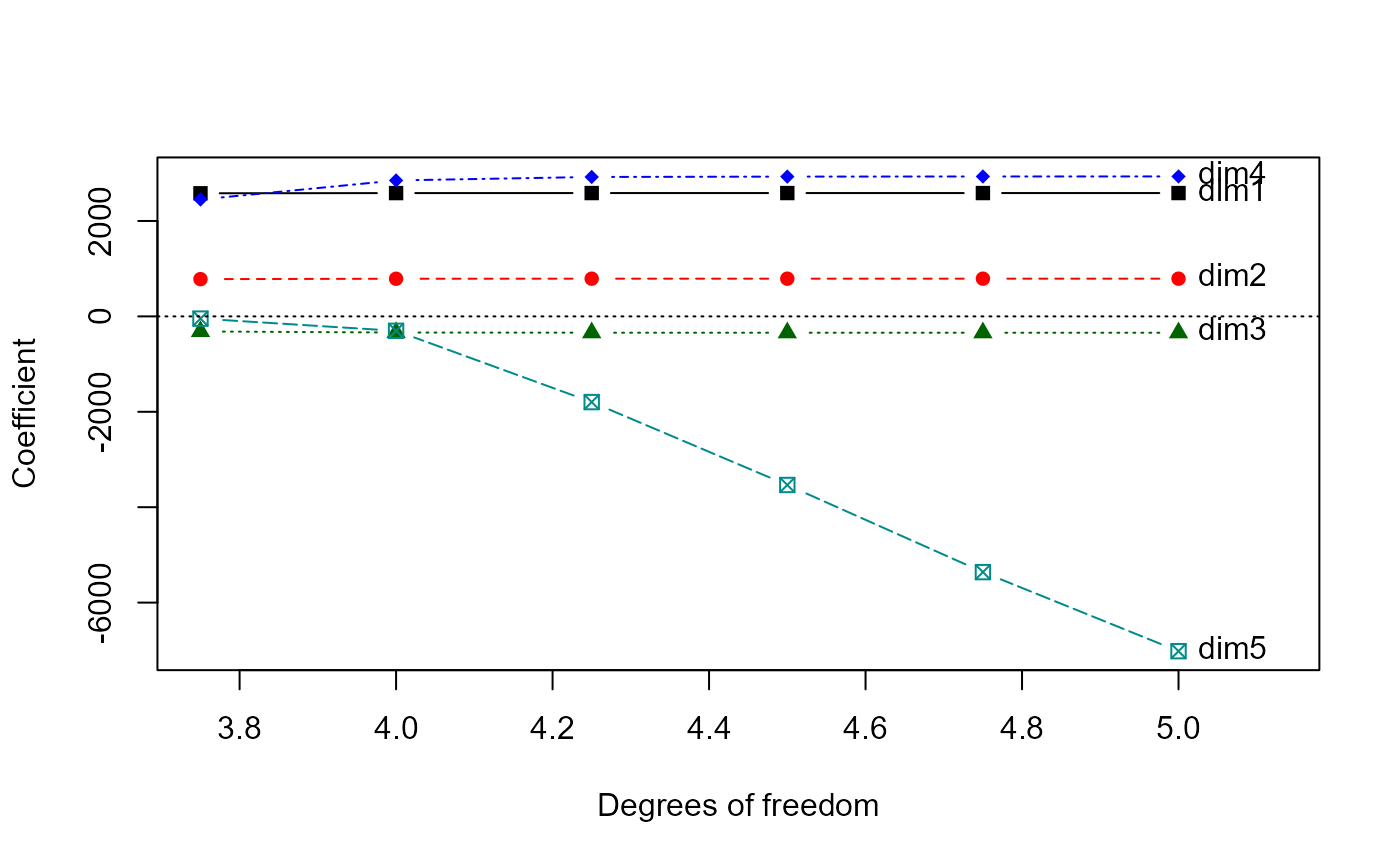 Coefficient
2000
0
-2000
-6000
dim4
dim1
dim2
dim3
dim5
3.8 4.0 4.2 4.4 4.6 4.8 5.0
Degrees of freedom